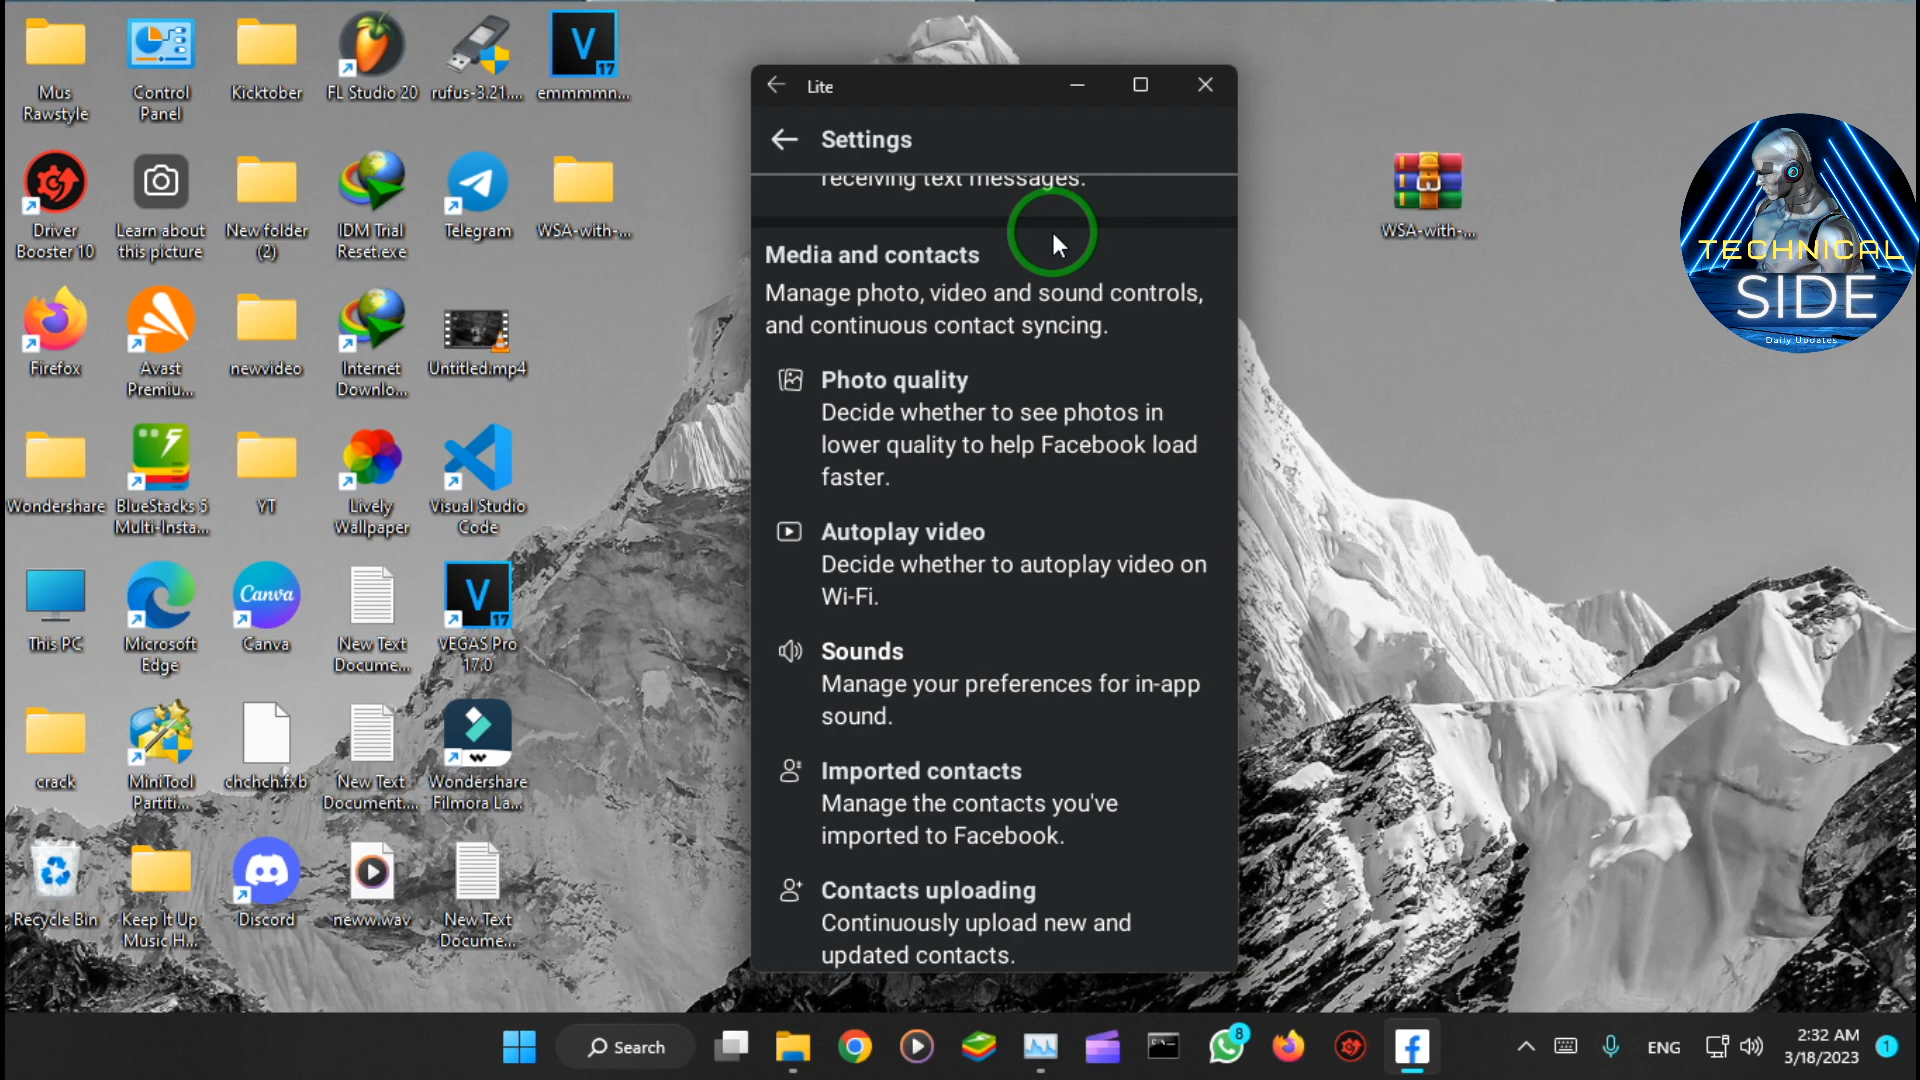 Mus
Rawstyle
Control
Panel
Kicktober
FL Studio 20
rufus-3.21....
emmmmn...
Driver
Booster 10
Learn about
this picture
New folder
(2)
IDM Trial
Reset.exe
Telegram
WSA-with-...
Firefox
Avast
Premiu...
newvideo
Internet
Downlo...
Untitled.mp4
Wondershare
BlueStacks 5
Multi-Insta...
YT
Lively
Wallpaper
Visual Studio
Code
This PC
Microsoft
Edge
Canva
Canva
New Text
Docume...
VEGAS Pro
17.0
V
17
V
17
crack
MiniTool
Partiti...
chchch.fxb
New Text
Document....
Wondershare
Filmora La...
Recycle Bin
Keep It Up
Music H...
Discord
neww.wav
New Text
Docume...
Lite
Settings
receiving text messages.
Media and contacts
Manage photo, video and sound controls,
and continuous contact syncing.
Photo quality
Decide whether to see photos in
lower quality to help Facebook load
faster.
Autoplay video
Decide whether to autoplay video on
Wi-Fi.
Sounds
Manage your preferences for in-app
sound.
Imported contacts
Manage the contacts you've
imported to Facebook.
Contacts uploading
Continuously upload new and
updated contacts.
WSA-with-...
TECHNICAL
SIDE
Daily Updates
Search
8
ENG
2:32 AM
3/18/2023
1